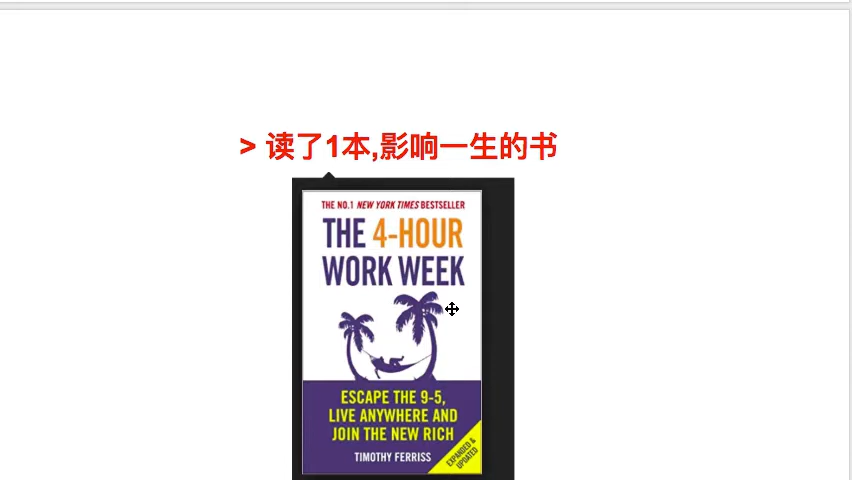 > 读了1本,影响一生的书
THE NO.1 NEW YORK TIMES BESTSELLER
THE 4-HOUR
WORK WEEK
ESCAPE THE 9-5,
LIVE ANYWHERE AND
JOIN THE NEW RICH
TIMOTHY FERRISS
EXPANDED &
UPDATED